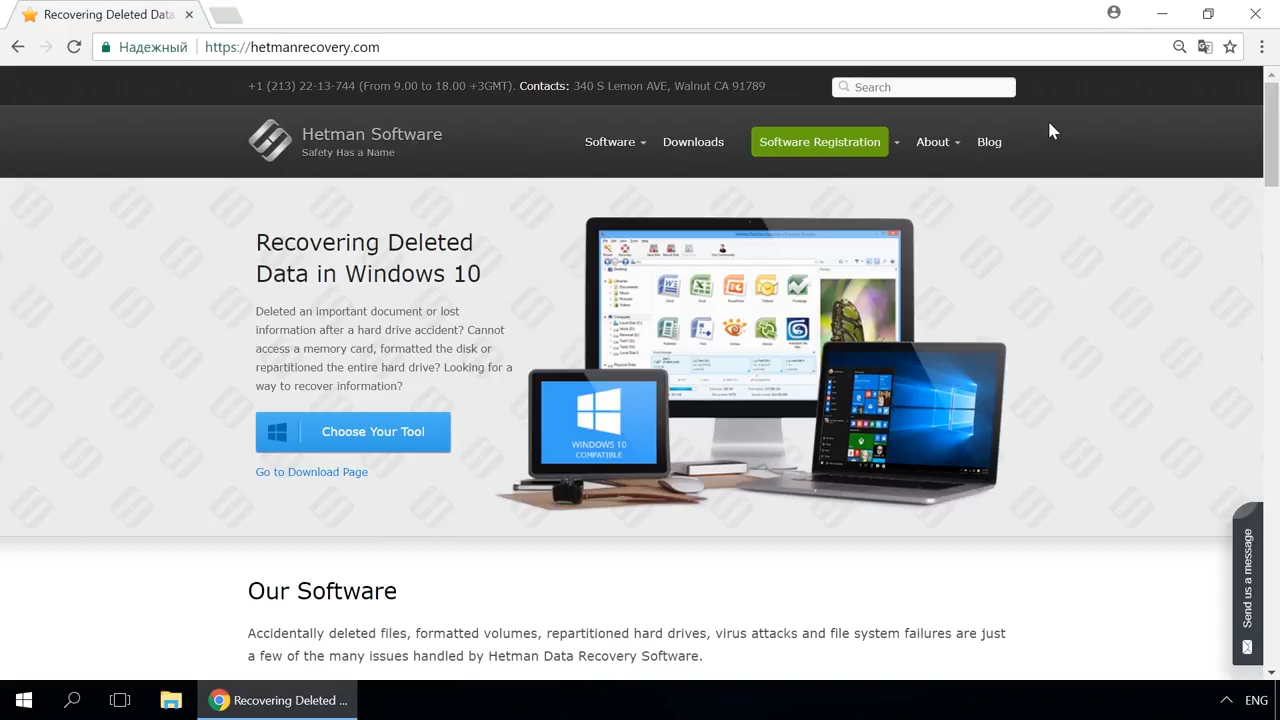 Recovering Deleted Data
Надежный
https://hetmanrecovery.com
+1 (213) 22-13-744 (From 9.00 to 18.00 +3GMT). Contacts: 340 S Lemon AVE, Walnut CA 91789
Search
Hetman Software
Safety Has a Name
Software
Downloads
Software Registration
About
Blog
Recovering Deleted
Data in Windows 10
Deleted an important document or lost
information after hard drive accident? Cannot
access a memory card, formatted the disk or
repartitioned the entire hard drive? Looking for a
way to recover information?
Choose Your Tool
Go to Download Page
WINDOWS 10
COMPATIBLE
Send us a message
Our Software
Accidentally deleted files, formatted volumes, repartitioned hard drives, virus attacks and file system failures are just
a few of the many issues handled by Hetman Data Recovery Software.
Recovering Deleted ...
ENG